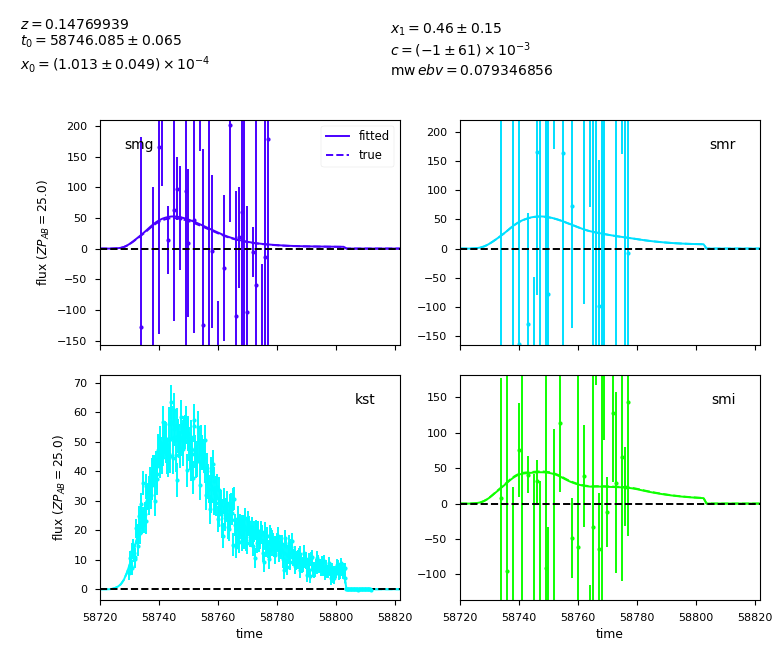 z = 0.14769939
t₀ = 58746.085 ± 0.065
x₀ = (1.013 ± 0.049) × 10⁻⁴
x₁ = 0.46 ± 0.15
c = (−1 ± 61) × 10⁻³
mw ebv = 0.079346856
smg
fitted
true
flux (ZP_AB = 25.0)
200
150
100
50
0
−50
−100
−150
smr
200
150
100
50
0
−50
−100
−150
kst
flux (ZP_AB = 25.0)
70
60
50
40
30
20
10
0
58720 58740 58760 58780 58800 58820
time
smi
150
100
50
0
−50
−100
58720 58740 58760 58780 58800 58820
time